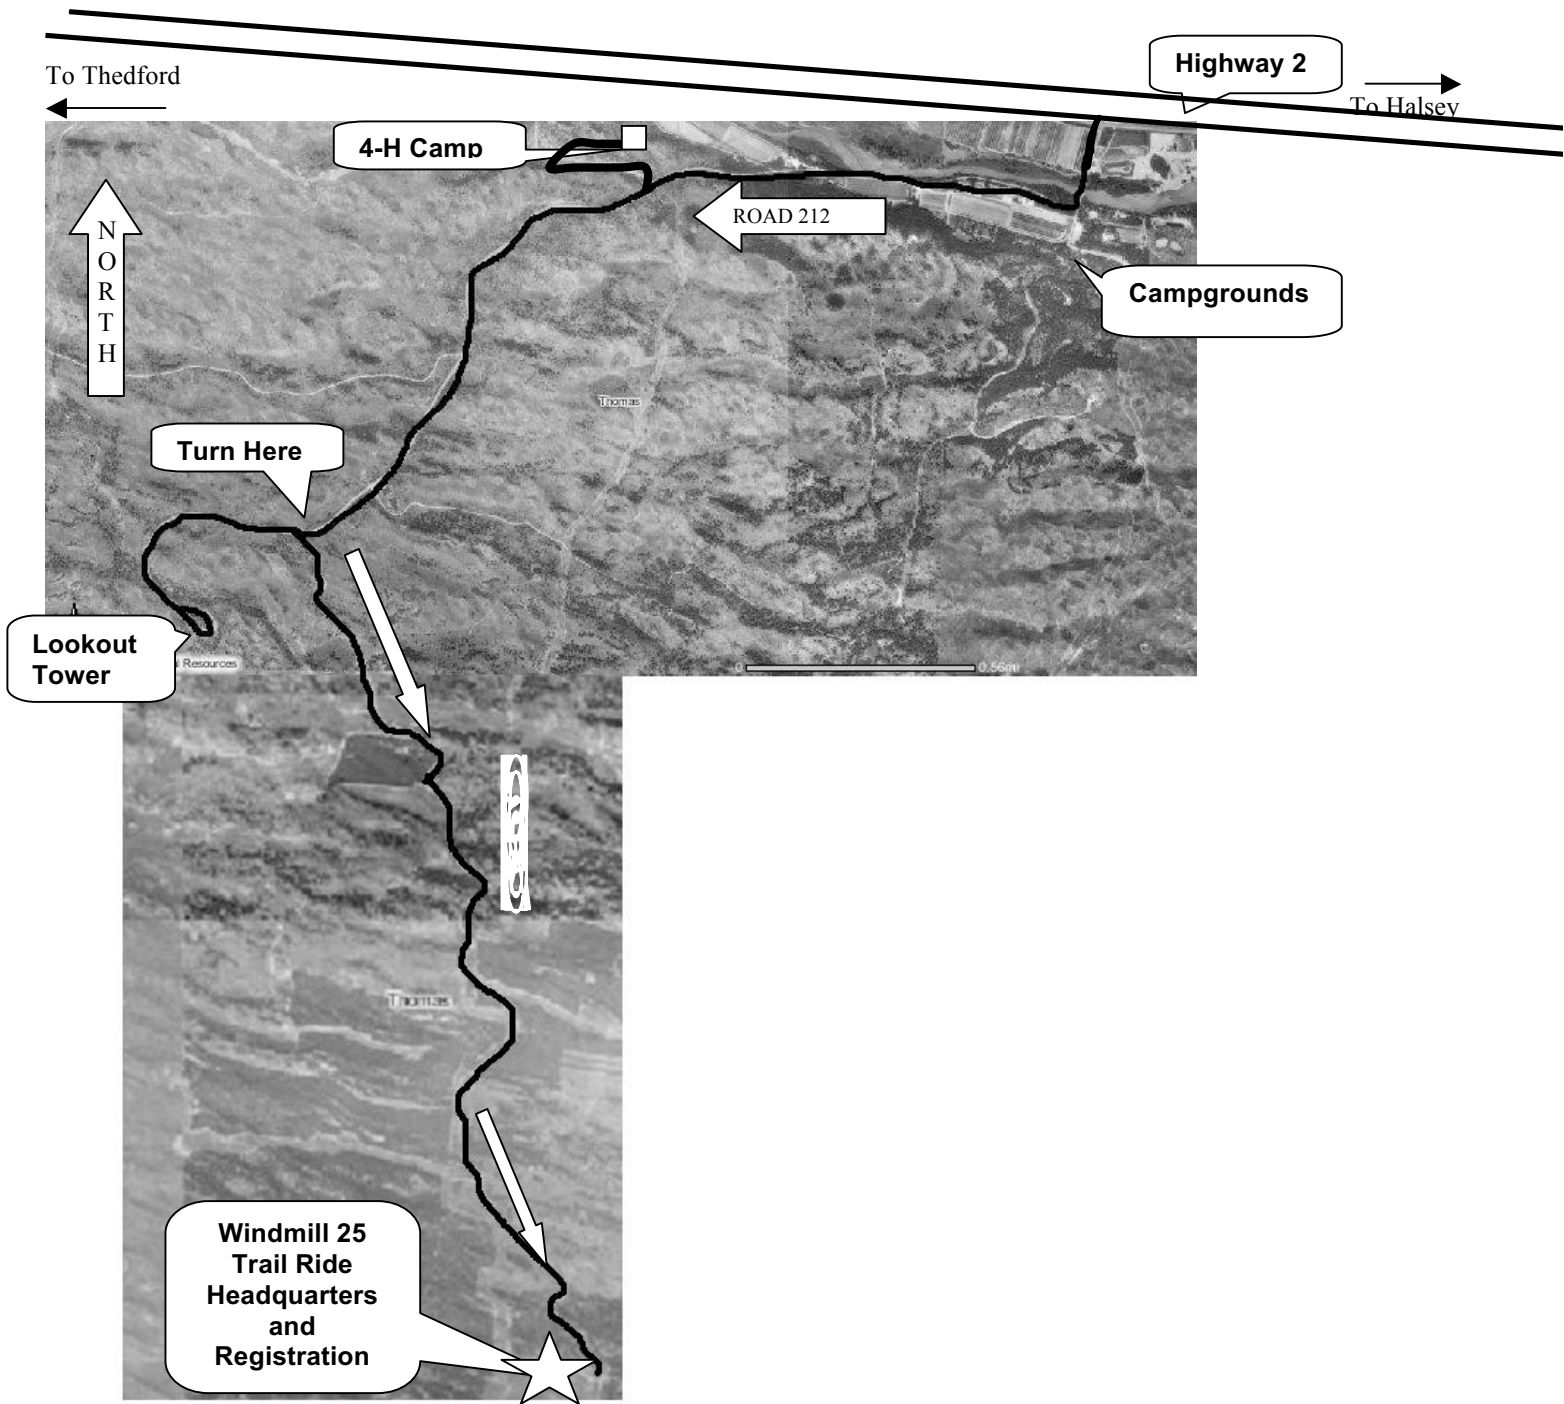 To Thedford
Highway 2
To Halsey
4-H Camp
ROAD 212
NORTH
Campgrounds
Thomas
Turn Here
Lookout
Tower
Resources
0 0.56mi
Thomas
Windmill 25
Trail Ride
Headquarters
and
Registration